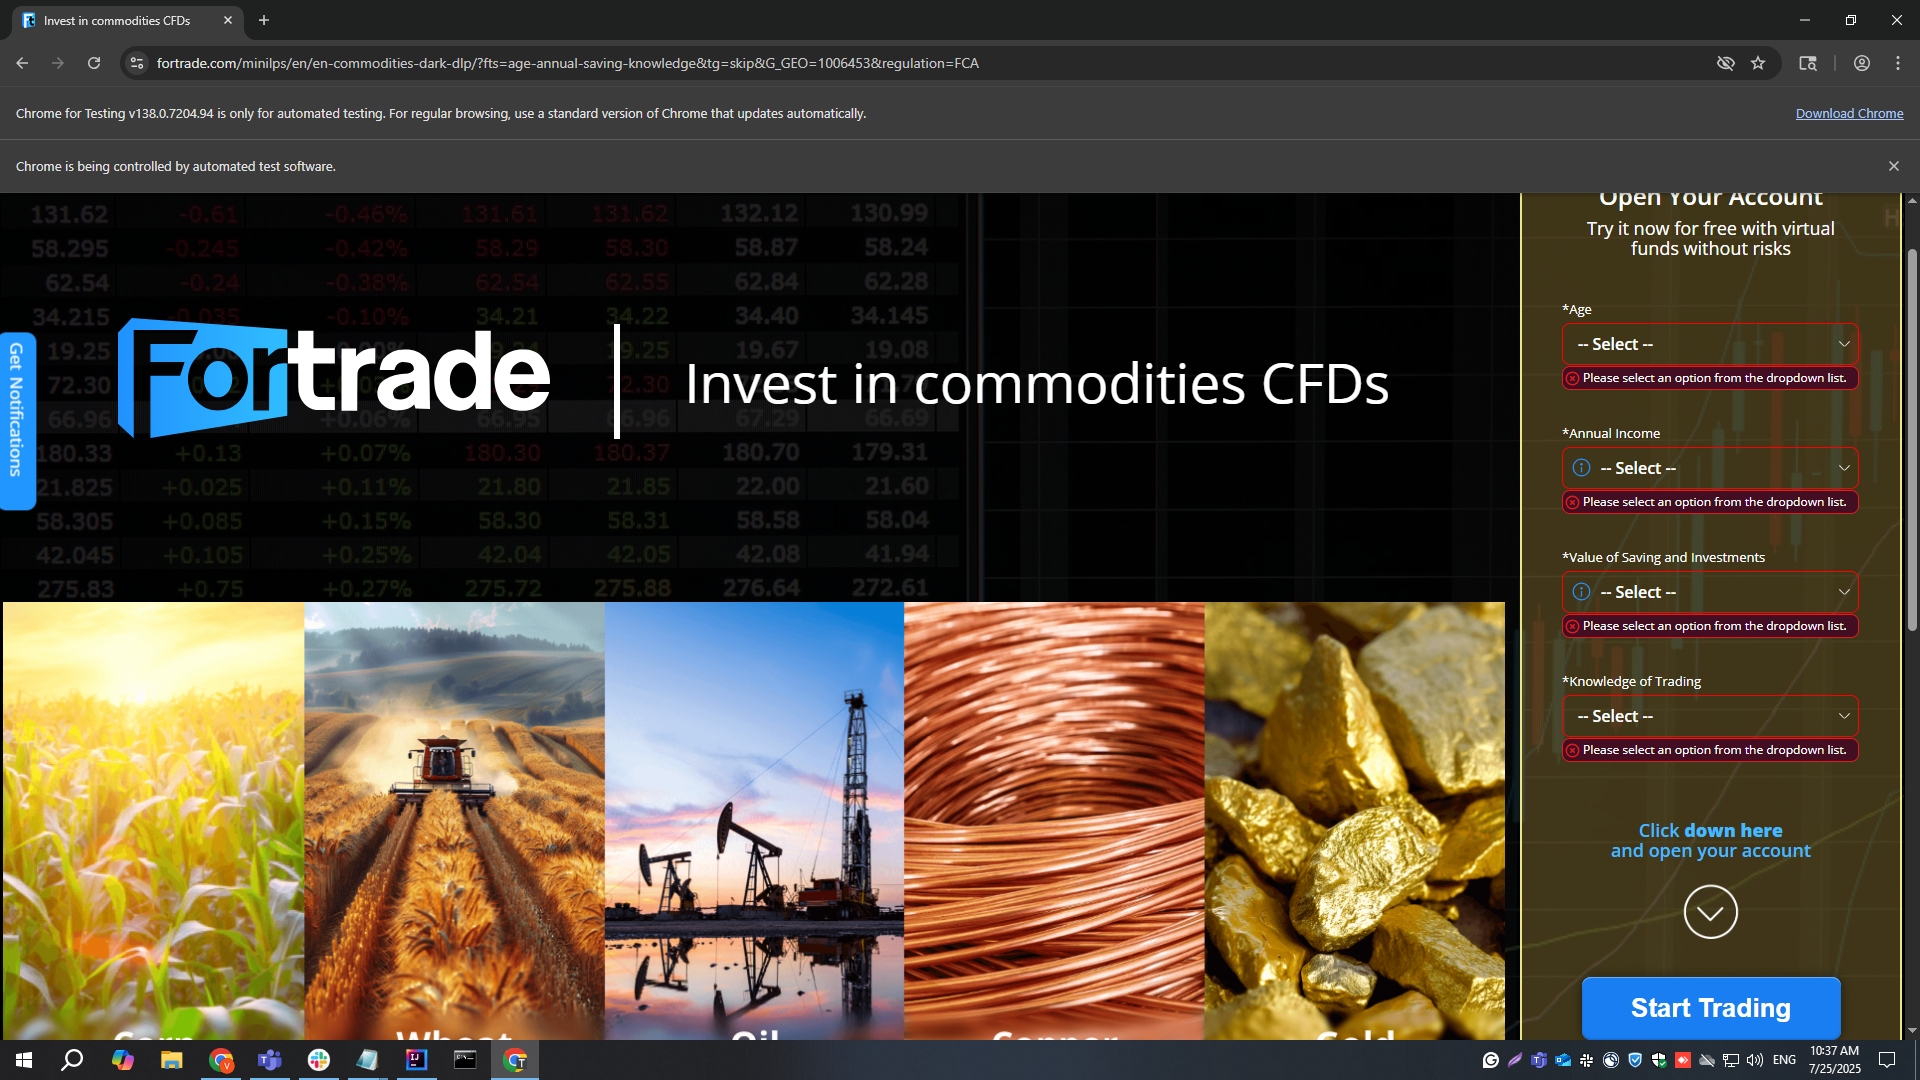 Invest in commodities CFDs
fortrade.com/minilps/en/en-commodities-dark-dlp/?fts=age-annual-saving-knowledge&tg=skip&G_GEO=1006453&regulation=FCA
Chrome for Testing v138.0.7204.94 is only for automated testing. For regular browsing, use a standard version of Chrome that updates automatically.
Download Chrome
Chrome is being controlled by automated test software.
131.62 -0.61 -0.46% 131.61 131.62 132.12 130.99
58.295 -0.245 -0.42% 58.29 58.30 58.87 58.24
62.54 -0.24 -0.38% 62.54 62.55 62.84 62.28
34.215 -0.035 -0.10% 34.21 34.22 34.40 34.145
19.25 19.25 19.67 19.08
72.30 72.30
66.96 +0.06% 66.95 66.96 67.29 66.69
180.33 +0.13 +0.07% 180.30 180.37 180.70 179.31
21.825 +0.025 +0.11% 21.80 21.85 22.00 21.60
58.305 +0.085 +0.15% 58.30 58.31 58.58 58.04
42.045 +0.105 +0.25% 42.04 42.05 42.08 41.94
275.83 +0.75 +0.27% 275.72 275.88 276.64 272.61
Get Notifications
Fortrade
Invest in commodities CFDs
Corn
Wheat
Oil
Copper
Gold
Open Your Account
Try it now for free with virtual
funds without risks
*Age
-- Select --
Please select an option from the dropdown list.
*Annual Income
-- Select --
Please select an option from the dropdown list.
*Value of Saving and Investments
-- Select --
Please select an option from the dropdown list.
*Knowledge of Trading
-- Select --
Please select an option from the dropdown list.
Click down here
and open your account
Start Trading
ENG
10:37 AM
7/25/2025